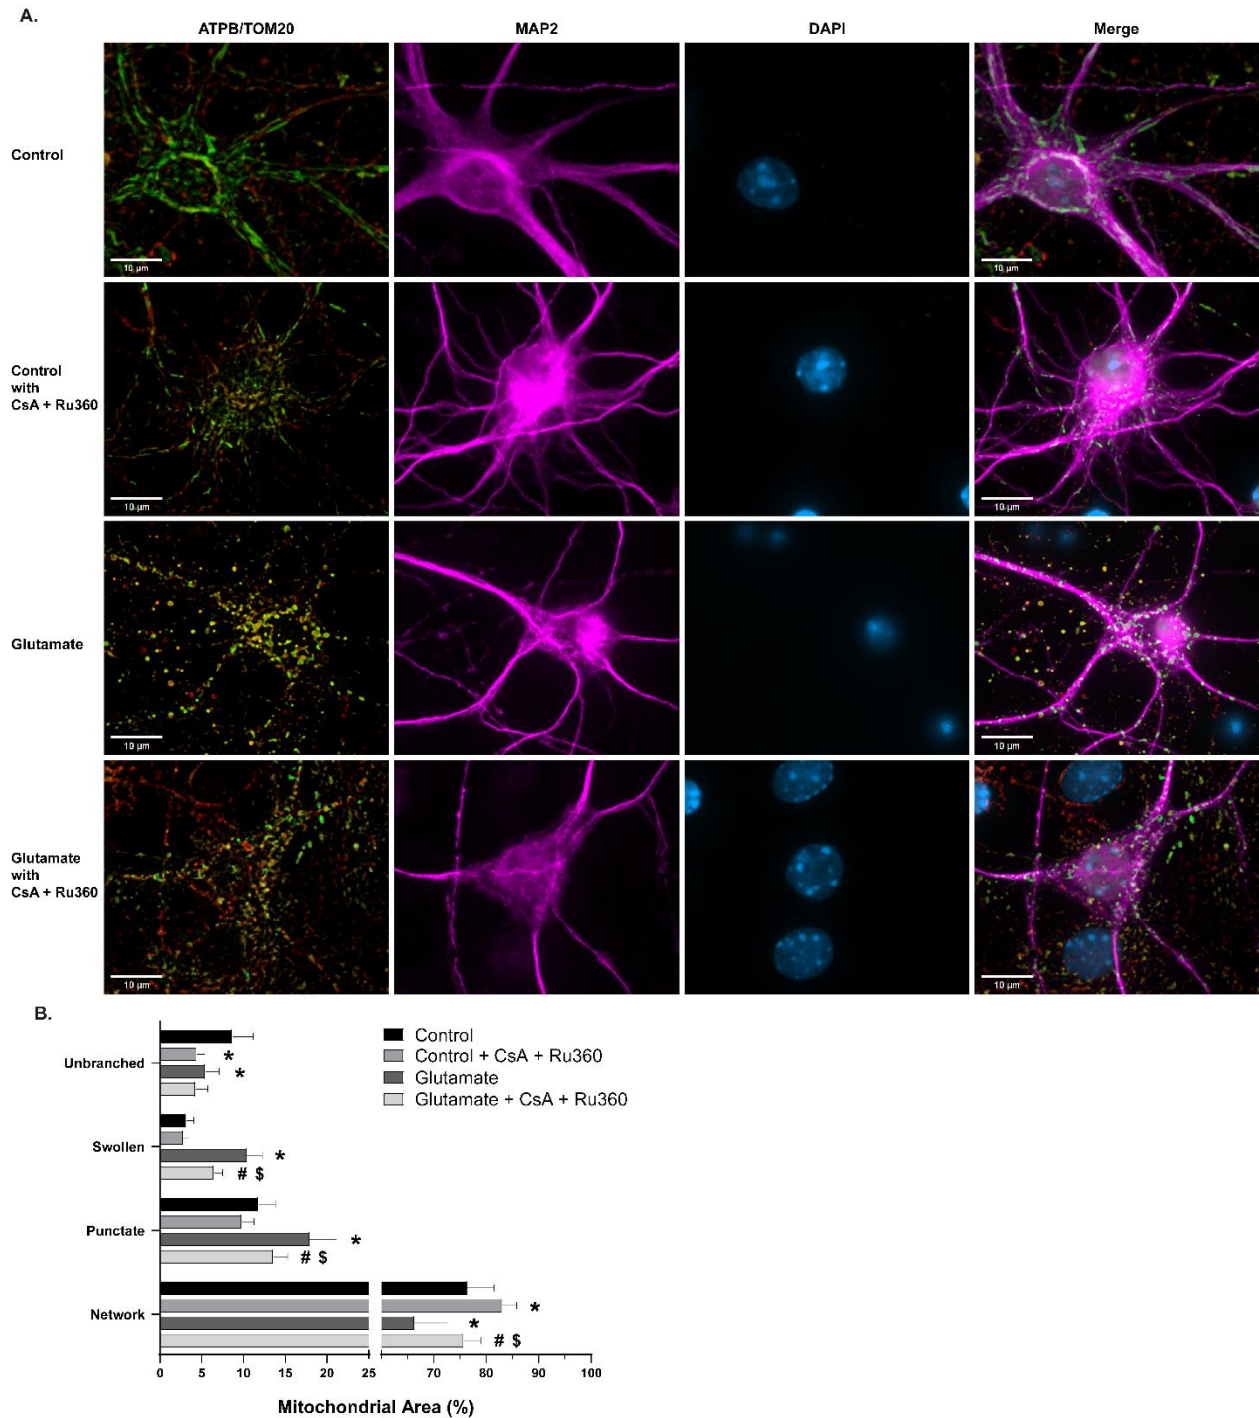 A.
ATPB/TOM20 MAP2 DAPI Merge
Control
10 µm 10 µm
Control
with
CsA + Ru360
10 µm 10 µm
Glutamate
10 µm 10 µm
Glutamate
with
CsA + Ru360
10 µm 10 µm
B.
Control
Control + CsA + Ru360
Glutamate
Glutamate + CsA + Ru360
Unbranched
*
*
Swollen
*
# $
Punctate
*
# $
Network
*
*
# $
0 5 10 15 20 25 70 80 90 100
Mitochondrial Area (%)